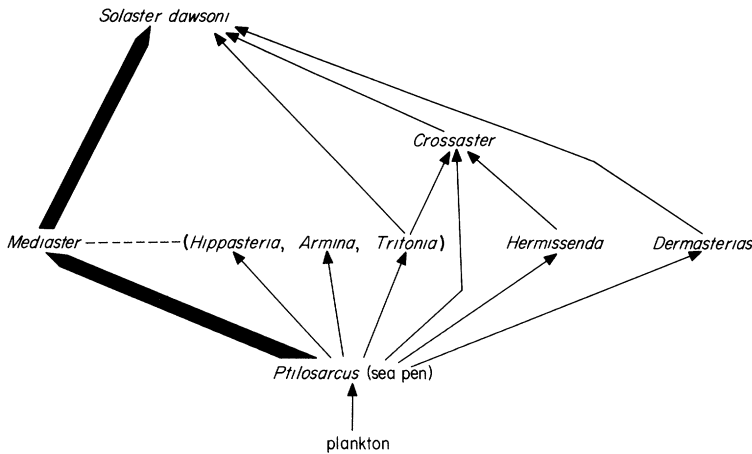 Solaster dawsoni
Crossaster
Mediaster (Hippasteria, Armina, Tritonia) Hermissenda Dermasterias
Ptilosarcus (sea pen)
plankton